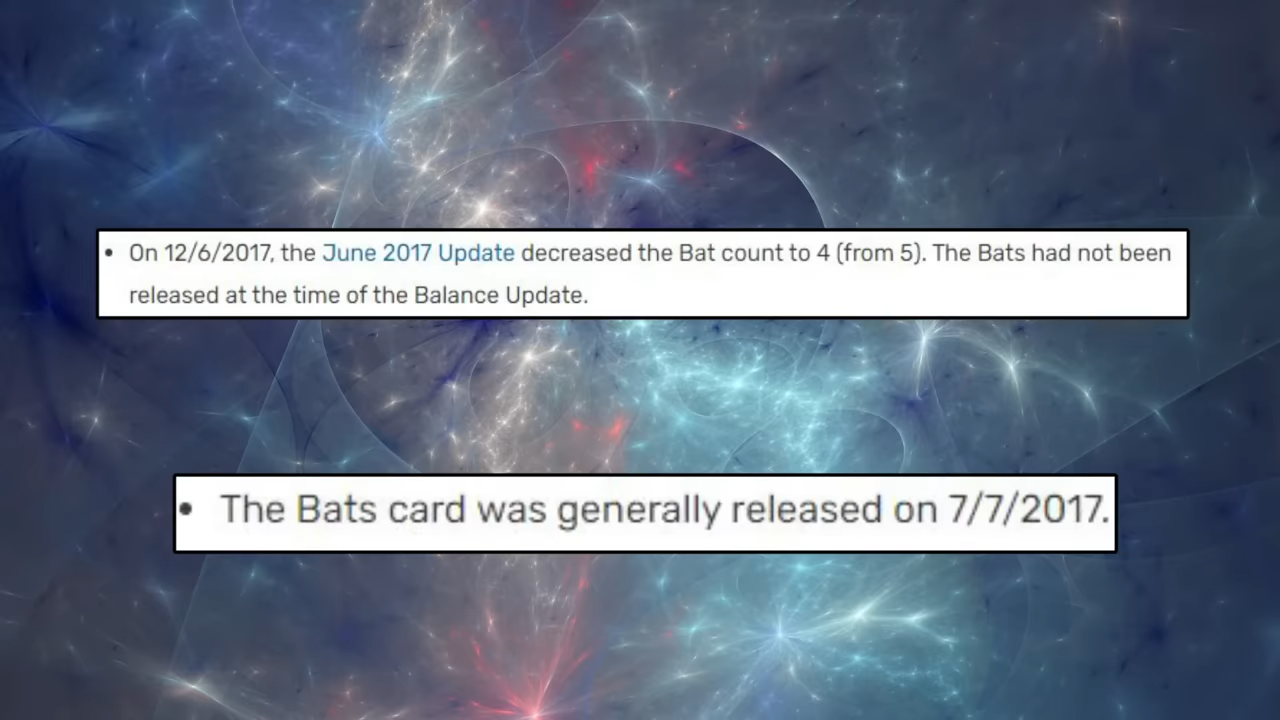 • On 12/6/2017, the June 2017 Update decreased the Bat count to 4 (from 5). The Bats had not been
released at the time of the Balance Update.
• The Bats card was generally released on 7/7/2017.